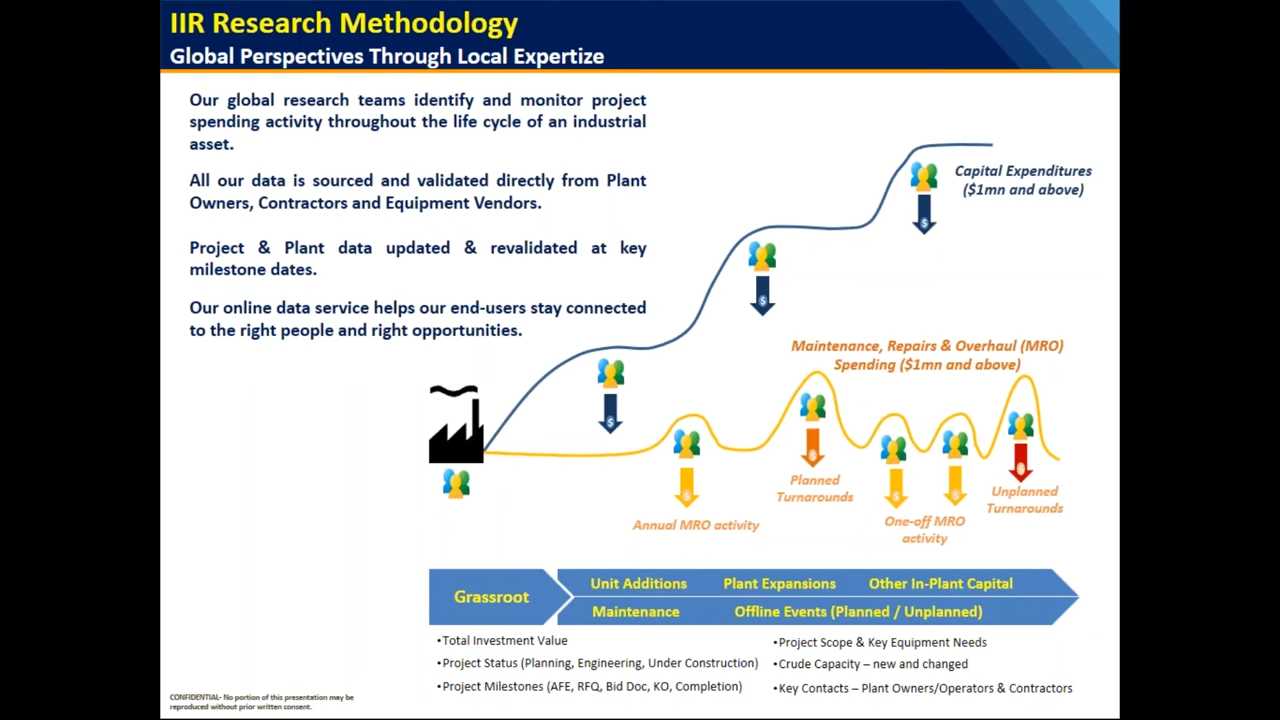 IIR Research Methodology
Global Perspectives Through Local Expertize
Our global research teams identify and monitor project
spending activity throughout the life cycle of an industrial
asset.
All our data is sourced and validated directly from Plant
Owners, Contractors and Equipment Vendors.
Project & Plant data updated & revalidated at key
milestone dates.
Our online data service helps our end-users stay connected
to the right people and right opportunities.
Capital Expenditures
($1mn and above)
Maintenance, Repairs & Overhaul (MRO)
Spending ($1mn and above)
$
$
$
$
$
$
$
$
Annual MRO activity
Planned
Turnarounds
One-off MRO
activity
Unplanned
Turnarounds
Grassroot
Unit Additions Plant Expansions Other In-Plant Capital
Maintenance Offline Events (Planned / Unplanned)
•Total Investment Value
•Project Status (Planning, Engineering, Under Construction)
•Project Milestones (AFE, RFQ, Bid Doc, KO, Completion)
•Project Scope & Key Equipment Needs
•Crude Capacity – new and changed
•Key Contacts – Plant Owners/Operators & Contractors
CONFIDENTIAL- No portion of this presentation may be
reproduced without prior written consent.